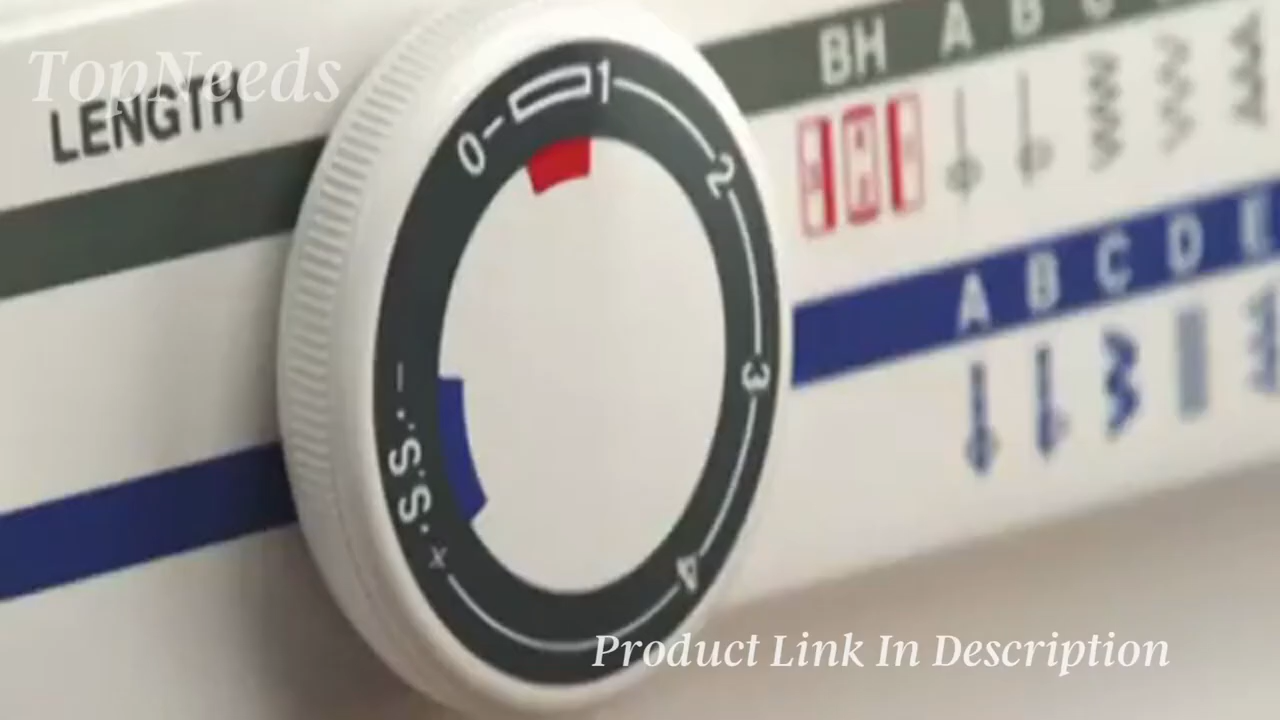 TopNeeds
LENGTH
BH A B
0 1 2 3 4
- S.S. +
A B C D E
Product Link In Description